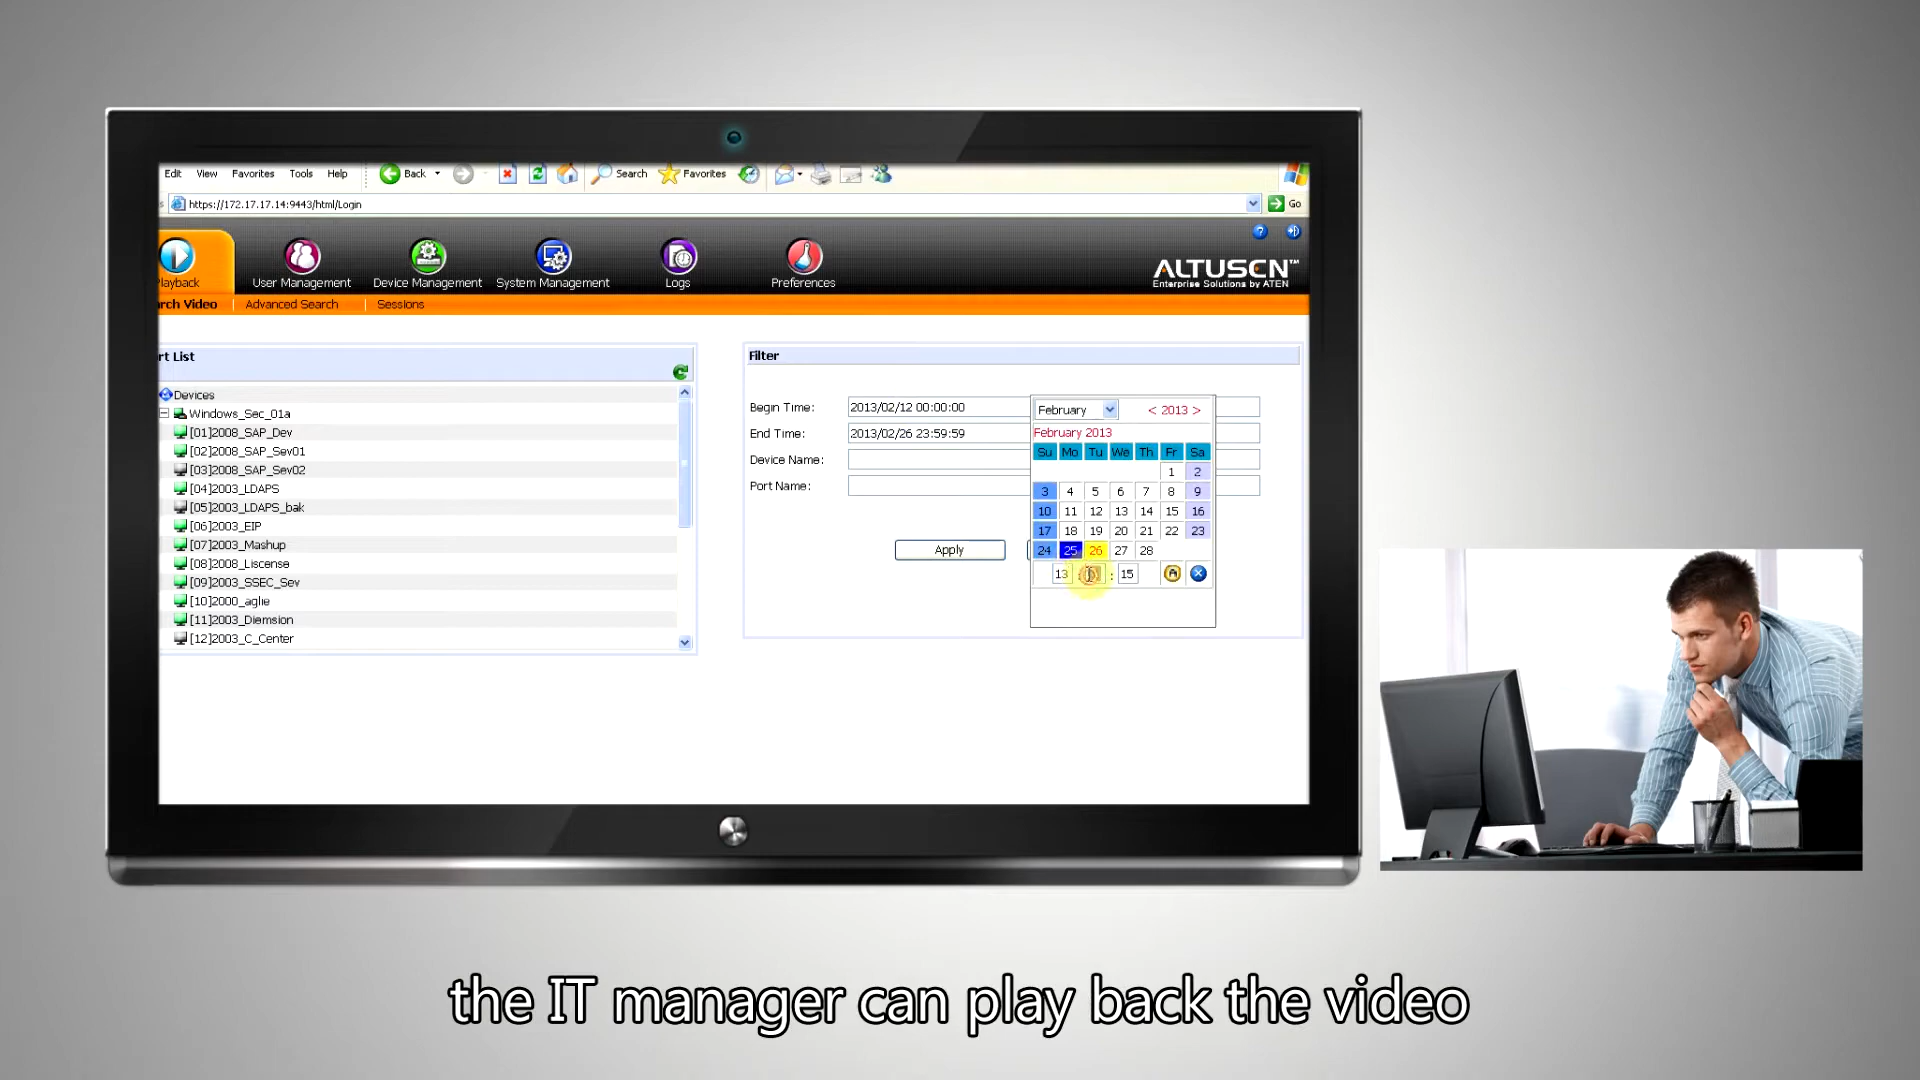 Edit View Favorites Tools Help Back Search Favorites
https://172.17.17.14:9443/html/Login Go
layback User Management Device Management System Management Logs Preferences
ALTUSEN™
Enterprise Solutions by ATEN
rch Video Advanced Search Sessions
rt List
Devices
Windows_Sec_01a
[01]2008_SAP_Dev
[02]2008_SAP_Sev01
[03]2008_SAP_Sev02
[04]2003_LDAPS
[05]2003_LDAPS_bak
[06]2003_EIP
[07]2003_Mashup
[08]2008_Liscense
[09]2003_SSEC_Sev
[10]2000_aglie
[11]2003_Diemsion
[12]2003_C_Center
Filter
Begin Time: 2013/02/12 00:00:00
End Time: 2013/02/26 23:59:59
Device Name:
Port Name:
Apply
February < 2013 >
February 2013
Su Mo Tu We Th Fr Sa
1 2
3 4 5 6 7 8 9
10 11 12 13 14 15 16
17 18 19 20 21 22 23
24 25 26 27 28
13 : : 15
the IT manager can play back the video